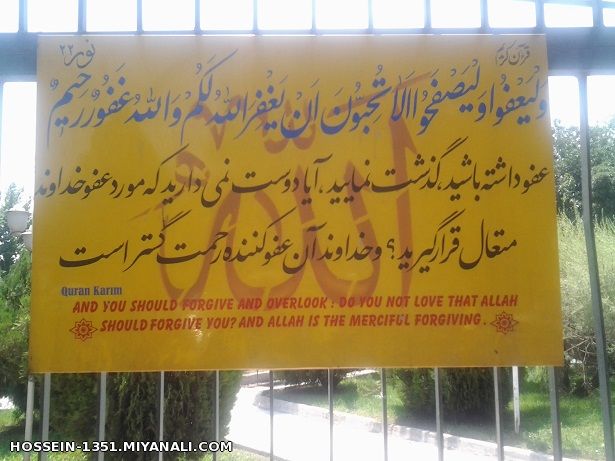 قرآن کریم
نور ۲۲
وَلْيَعْفُوا وَلْيَصْفَحُوا أَلَا تُحِبُّونَ أَنْ يَغْفِرَ اللَّهُ لَكُمْ وَاللَّهُ غَفُورٌ رَحِيمٌ
عفو داشته باشید، گذشت نمایید، آیا دوست نمی دارید که مورد عفو خداوند
متعال قرار گیرید؟ و خداوند آن عفو کننده رحمت گستر است
الله
Quran Karim
AND YOU SHOULD FORGIVE AND OVERLOOK : DO YOU NOT LOVE THAT ALLAH
SHOULD FORGIVE YOU? AND ALLAH IS THE MERCIFUL FORGIVING .
HOSSEIN-1351.MIYANALI.COM